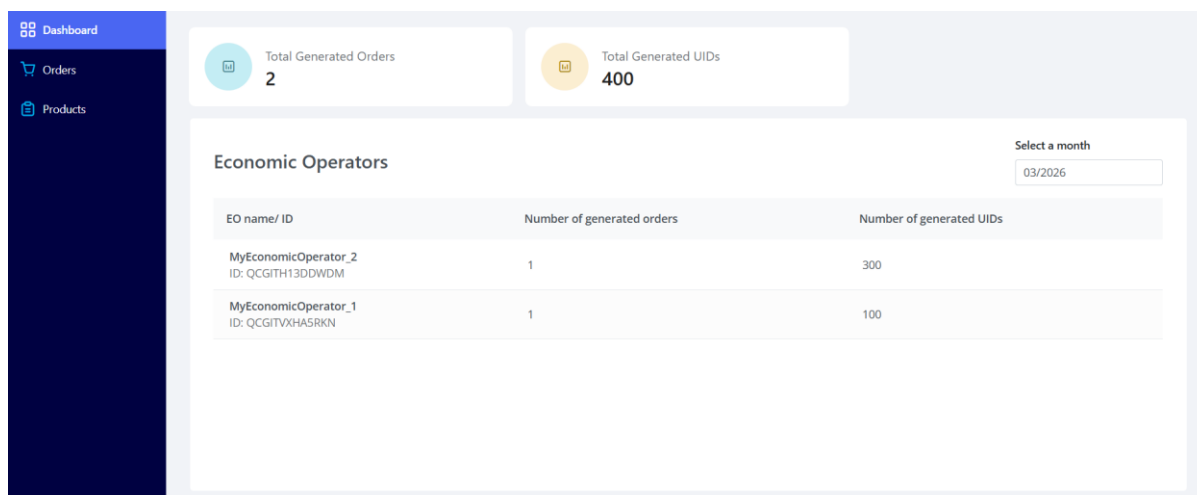 Dashboard
Orders
Products
Total Generated Orders
2
Total Generated UIDs
400
Economic Operators
Select a month
03/2026
EO name/ ID Number of generated orders Number of generated UIDs
MyEconomicOperator_2
ID: QCGITH13DDWDM
1 300
MyEconomicOperator_1
ID: QCGITVXHA5RKN
1 100